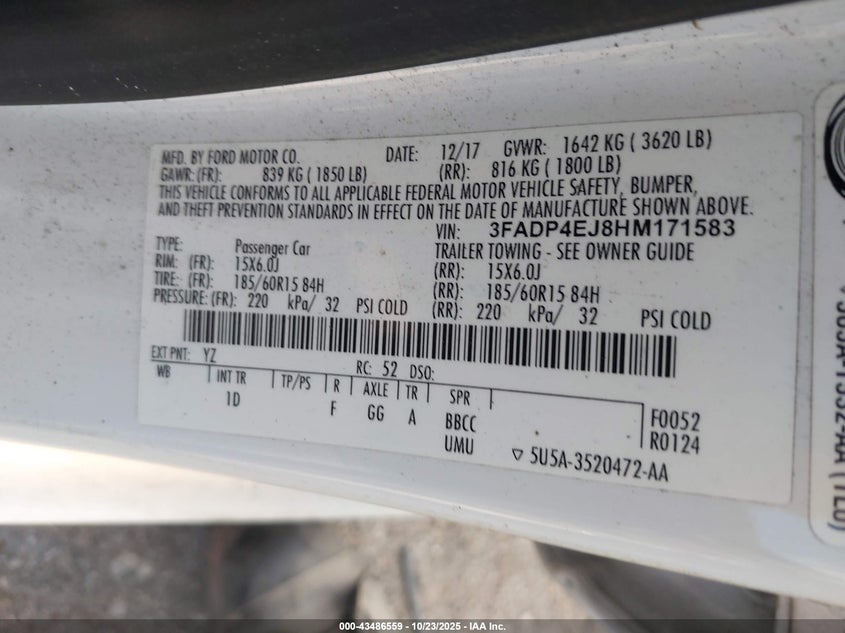 MFD. BY FORD MOTOR CO. DATE: 12/17 GVWR: 1642 KG ( 3620 LB)
GAWR: (FR): 839 KG ( 1850 LB) (RR): 816 KG ( 1800 LB)
THIS VEHICLE CONFORMS TO ALL APPLICABLE FEDERAL MOTOR VEHICLE SAFETY, BUMPER,
AND THEFT PREVENTION STANDARDS IN EFFECT ON THE DATE OF MANUFACTURE SHOWN ABOVE.
VIN: 3FADP4EJ8HM171583
TYPE: Passenger Car TRAILER TOWING - SEE OWNER GUIDE
RIM: (FR): 15X6.0J (RR): 15X6.0J
TIRE: (FR): 185/60R15 84H (RR): 185/60R15 84H
PRESSURE: (FR): 220 kPa/ 32 PSI COLD (RR): 220 kPa/ 32 PSI COLD
EXT PNT: YZ RC: 52 DSO:
WB INT TR TP/PS R AXLE TR SPR
1D F GG A BBCC F0052
UMU R0124
▽ 5U5A-3520472-AA
000-43486559 - 10/23/2025 - IAA Inc.